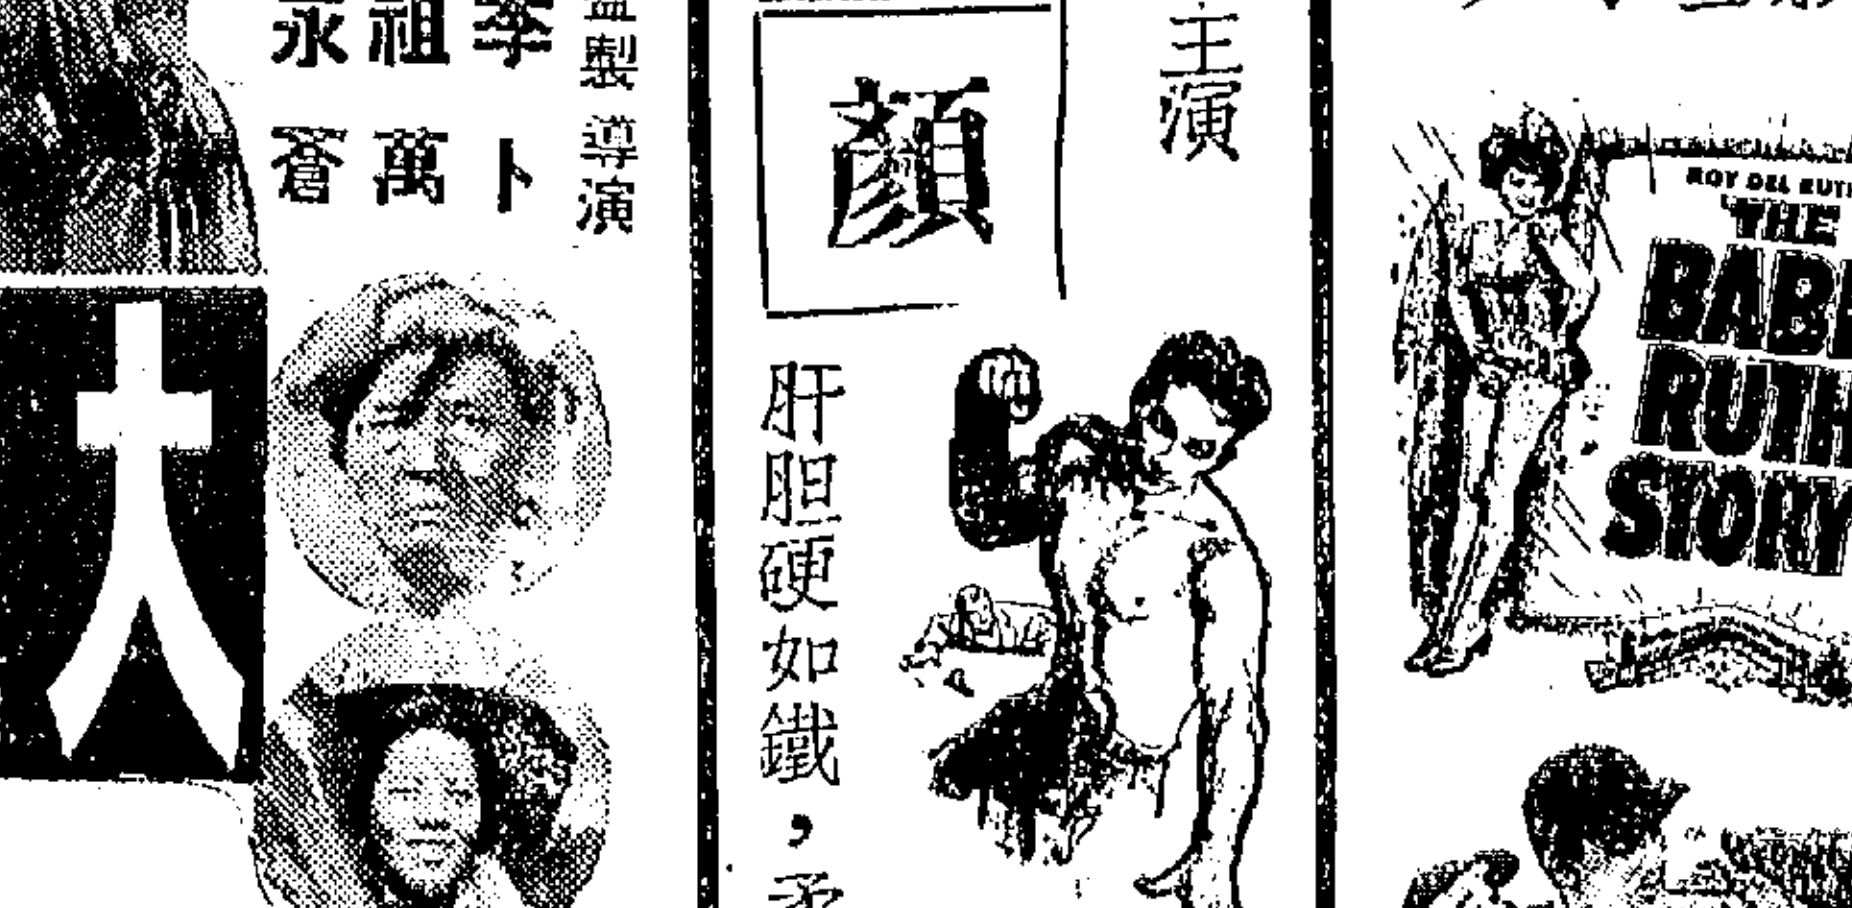 監製 李祖永
導演 卜萬蒼
大
主演
顏
肝胆硬如鐵，
ROY DEL RUTH
THE
BABE
RUTH
STORY